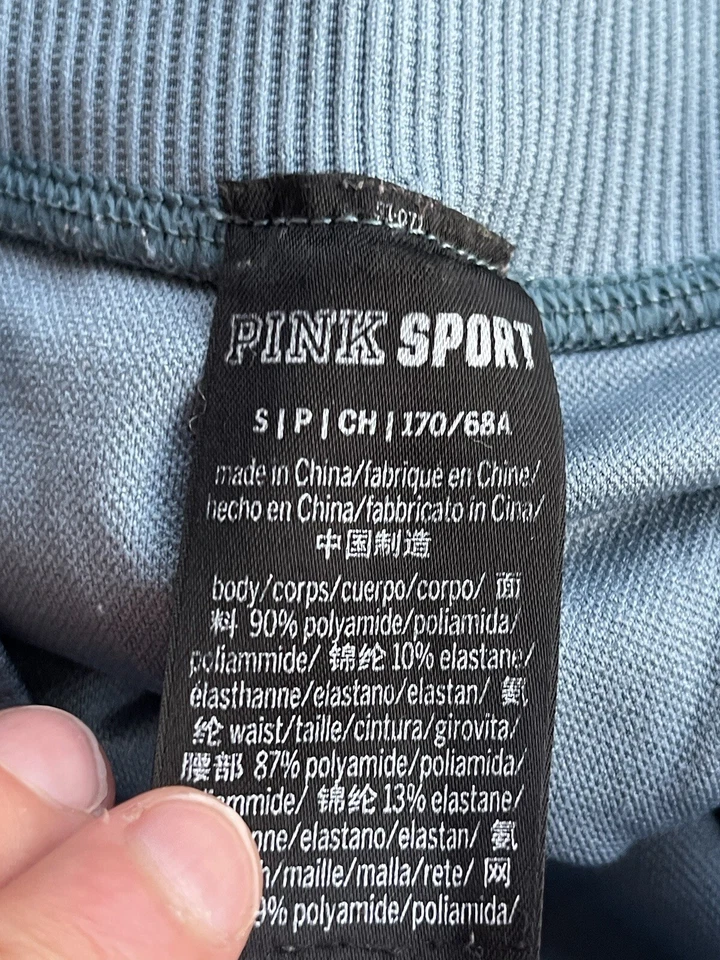 PINK SPORT
S | P | CH | 170/68A
made in China/fabrique en Chine/
hecho en China/fabbricato in Cina/
中国制造
body/corps/cuerpo/corpo/ 面
料 90% polyamide/poliamida/
poliammide/ 锦纶 10% elastane/
élasthanne/elastano/elastan/ 氨
纶 waist/taille/cintura/girovita/
腰部 87% polyamide/poliamida/
锦纶 13% elastane/
/elastano/elastan/ 氨
/maille/malla/rete/ 网
polyamide/poliamida/